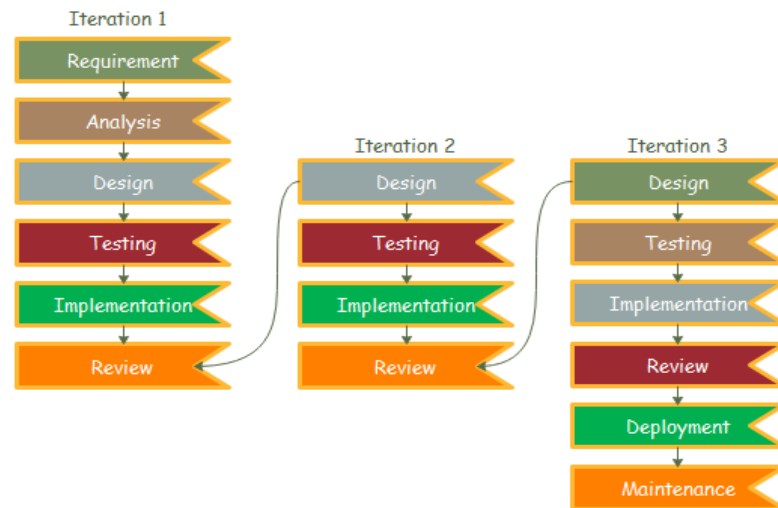 Iteration 1
Requirement
Analysis
Design
Testing
Implementation
Review
Iteration 2
Design
Testing
Implementation
Review
Iteration 3
Design
Testing
Implementation
Review
Deployment
Maintenance